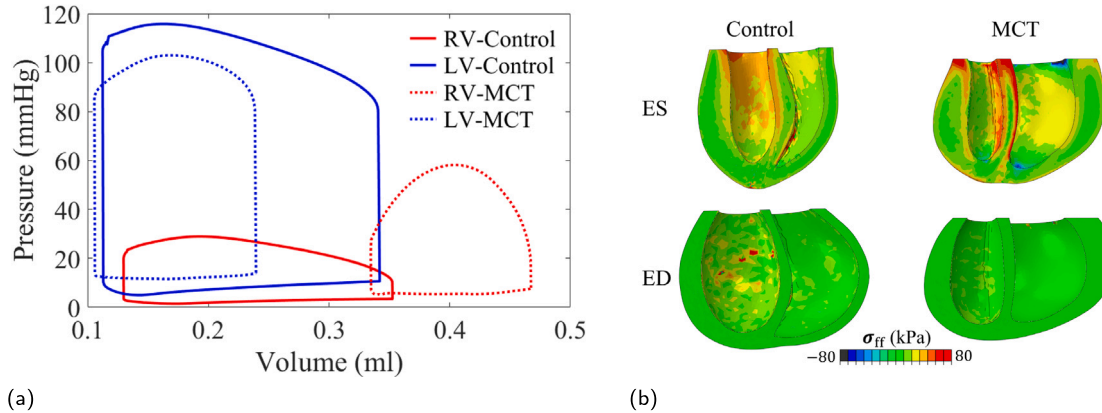 120
100
80
60
40
20
0
Pressure (mmHg)
0.1 0.2 0.3 0.4 0.5
Volume (ml)
RV-Control
LV-Control
RV-MCT
LV-MCT
(a)
Control MCT
ES
ED
σff (kPa)
−80 80
(b)